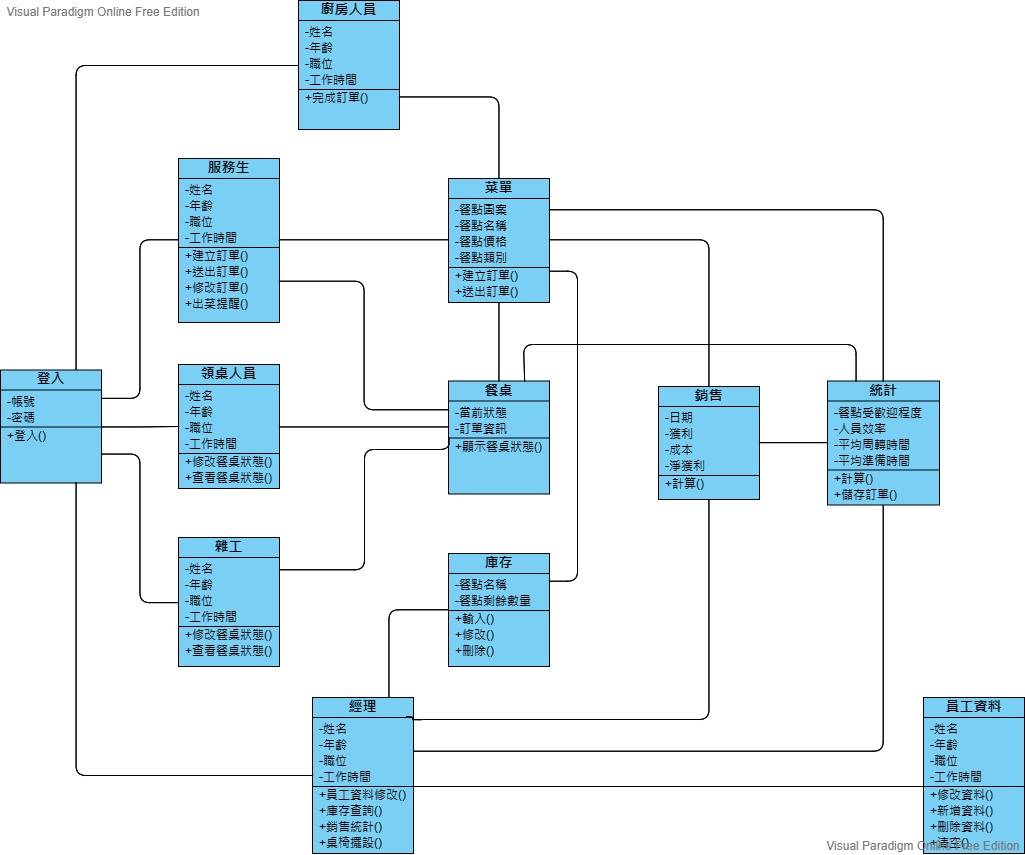 Visual Paradigm Online Free Edition
廚房人員
-姓名
-年齡
-職位
-工作時間
+完成訂單()
服務生
-姓名
-年齡
-職位
-工作時間
+建立訂單()
+送出訂單()
+修改訂單()
+出菜提醒()
菜單
-餐點圖案
-餐點名稱
-餐點價格
-餐點類別
+建立訂單()
+送出訂單()
登入
-帳號
-密碼
+登入()
領桌人員
-姓名
-年齡
-職位
-工作時間
+修改餐桌狀態()
+查看餐桌狀態()
餐桌
-當前狀態
-訂單資訊
+顯示餐桌狀態()
銷售
-日期
-獲利
-成本
-淨獲利
+計算()
統計
-餐點受歡迎程度
-人員效率
-平均周轉時間
-平均準備時間
+計算()
+儲存訂單()
雜工
-姓名
-年齡
-職位
-工作時間
+修改餐桌狀態()
+查看餐桌狀態()
庫存
-餐點名稱
-餐點剩餘數量
+輸入()
+修改()
+刪除()
經理
-姓名
-年齡
-職位
-工作時間
+員工資料修改()
+庫存查詢()
+銷售統計()
+桌椅擺設()
員工資料
-姓名
-年齡
-職位
-工作時間
+修改資料()
+新增資料()
+刪除資料()
+清空()
Visual Paradigm Online Free Edition